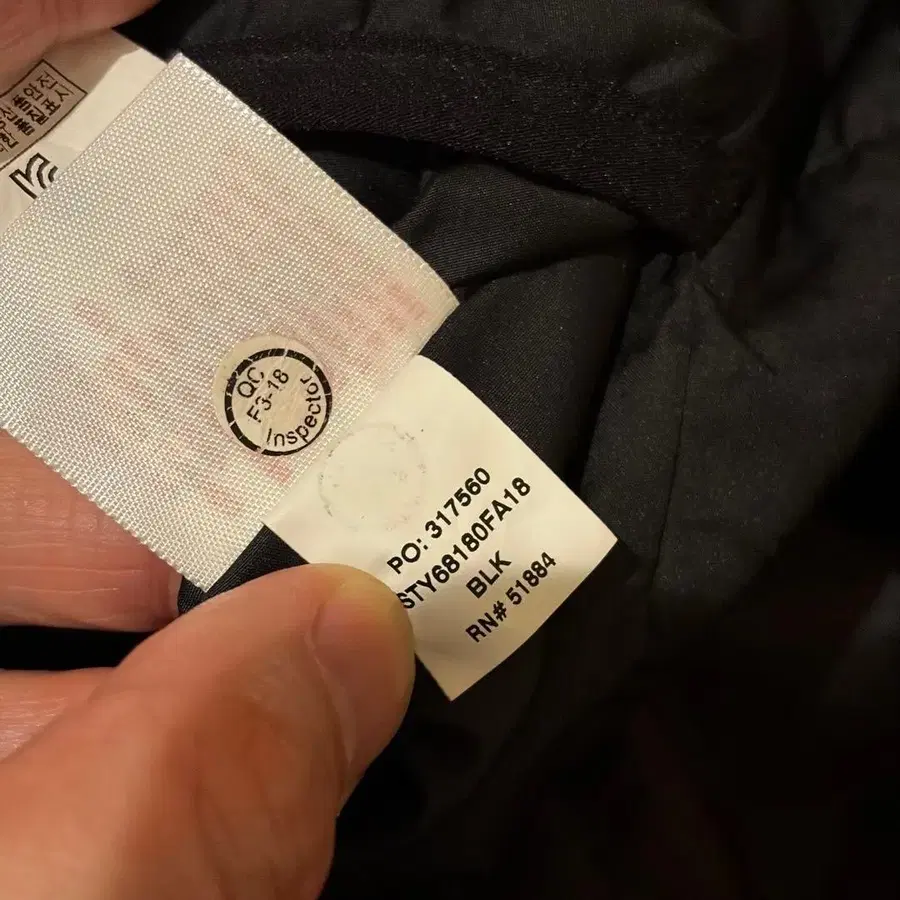 QC
F3-18
Inspector
PO: 317560
STY68180FA18
BLK
RN# 51884